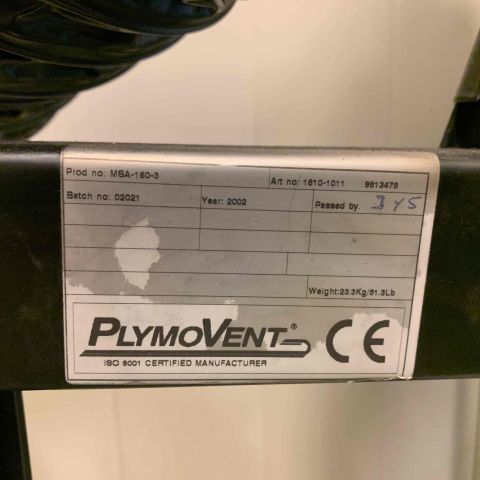 Prod no: MSA-160-3 Art no: 1610-1011 9813478
Batch no: 02021 Year: 2002 Passed by.
Weight:23.3Kg/51.3Lb
PLYMOVENT® CE
ISO 9001 CERTIFIED MANUFACTURER